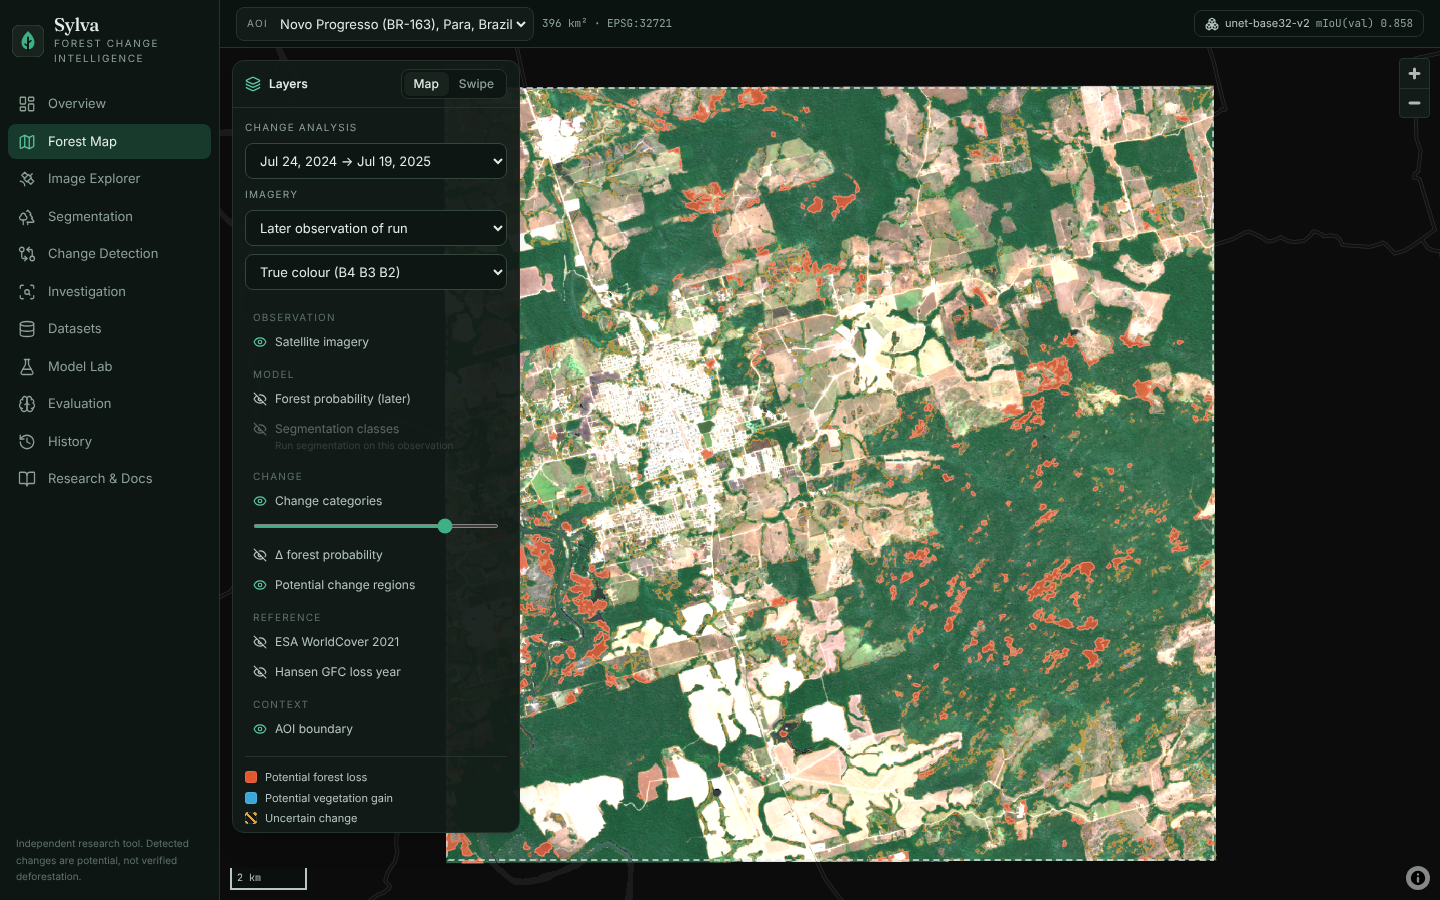 Sylva
FOREST CHANGE
INTELLIGENCE
AOI Novo Progresso (BR-163), Para, Brazil 396 km² · EPSG:32721
unet-base32-v2 mIoU(val) 0.858
Overview
Forest Map
Image Explorer
Segmentation
Change Detection
Investigation
Datasets
Model Lab
Evaluation
History
Research & Docs
Independent research tool. Detected
changes are potential, not verified
deforestation.
Layers
Map Swipe
CHANGE ANALYSIS
Jul 24, 2024 → Jul 19, 2025
IMAGERY
Later observation of run
True colour (B4 B3 B2)
OBSERVATION
Satellite imagery
MODEL
Forest probability (later)
Segmentation classes
Run segmentation on this observation
CHANGE
Change categories
Δ forest probability
Potential change regions
REFERENCE
ESA WorldCover 2021
Hansen GFC loss year
CONTEXT
AOI boundary
Potential forest loss
Potential vegetation gain
Uncertain change
2 km